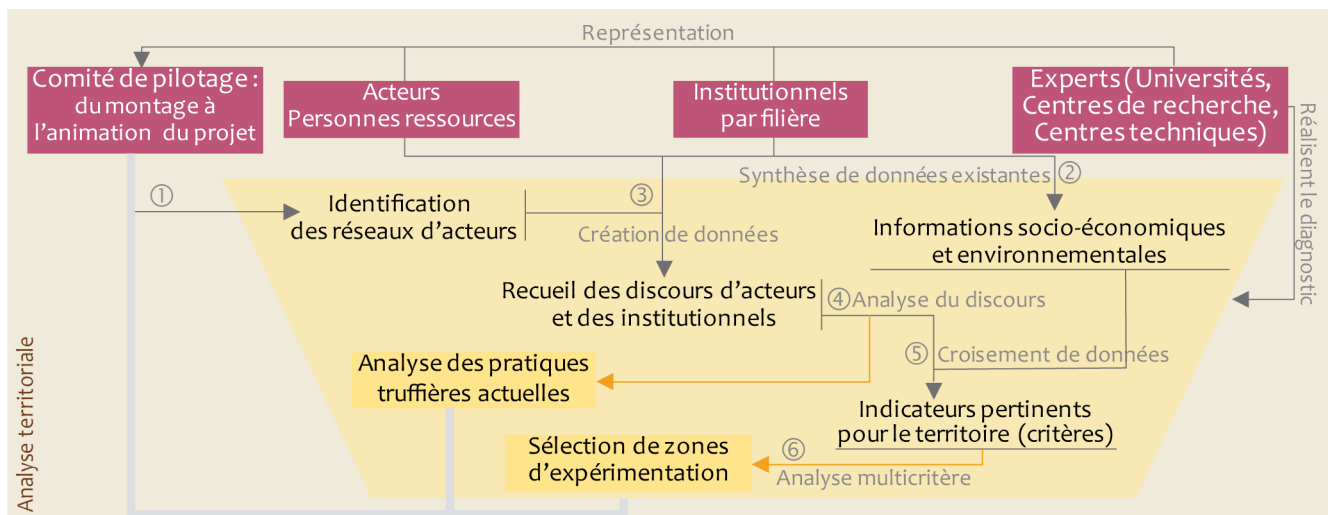 Représentation
Comité de pilotage :
du montage à
l'animation du projet
Acteurs
Personnes ressources
Institutionnels
par filière
Experts (Universités,
Centres de recherche,
Centres techniques)
Réalisent le diagnostic
Synthèse de données existantes ②
①
③
Identification
des réseaux d'acteurs
Création de données
Informations socio-économiques
et environnementales
Recueil des discours d'acteurs
et des institutionnels
④ Analyse du discours
⑤ Croisement de données
Analyse des pratiques
truffières actuelles
Indicateurs pertinents
pour le territoire (critères)
Sélection de zones
d'expérimentation
⑥
Analyse multicritère
Analyse territoriale